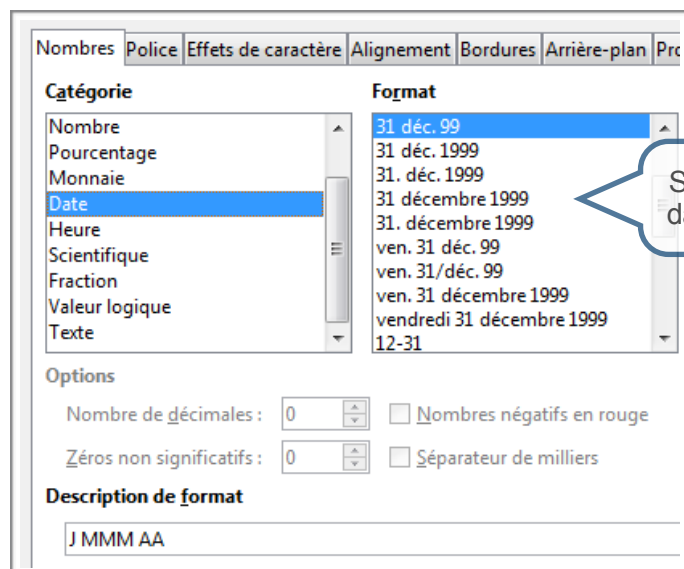 Nombres Police Effets de caractère Alignement Bordures Arrière-plan Pro
Catégorie
Nombre
Pourcentage
Monnaie
Date
Heure
Scientifique
Fraction
Valeur logique
Texte
Format
31 déc. 99
31 déc. 1999
31. déc. 1999
31 décembre 1999
31. décembre 1999
ven. 31 déc. 99
ven. 31/déc. 99
ven. 31 décembre 1999
vendredi 31 décembre 1999
12-31
S
da
Options
Nombre de décimales : 0 Nombres négatifs en rouge
Zéros non significatifs : 0 Séparateur de milliers
Description de format
J MMM AA